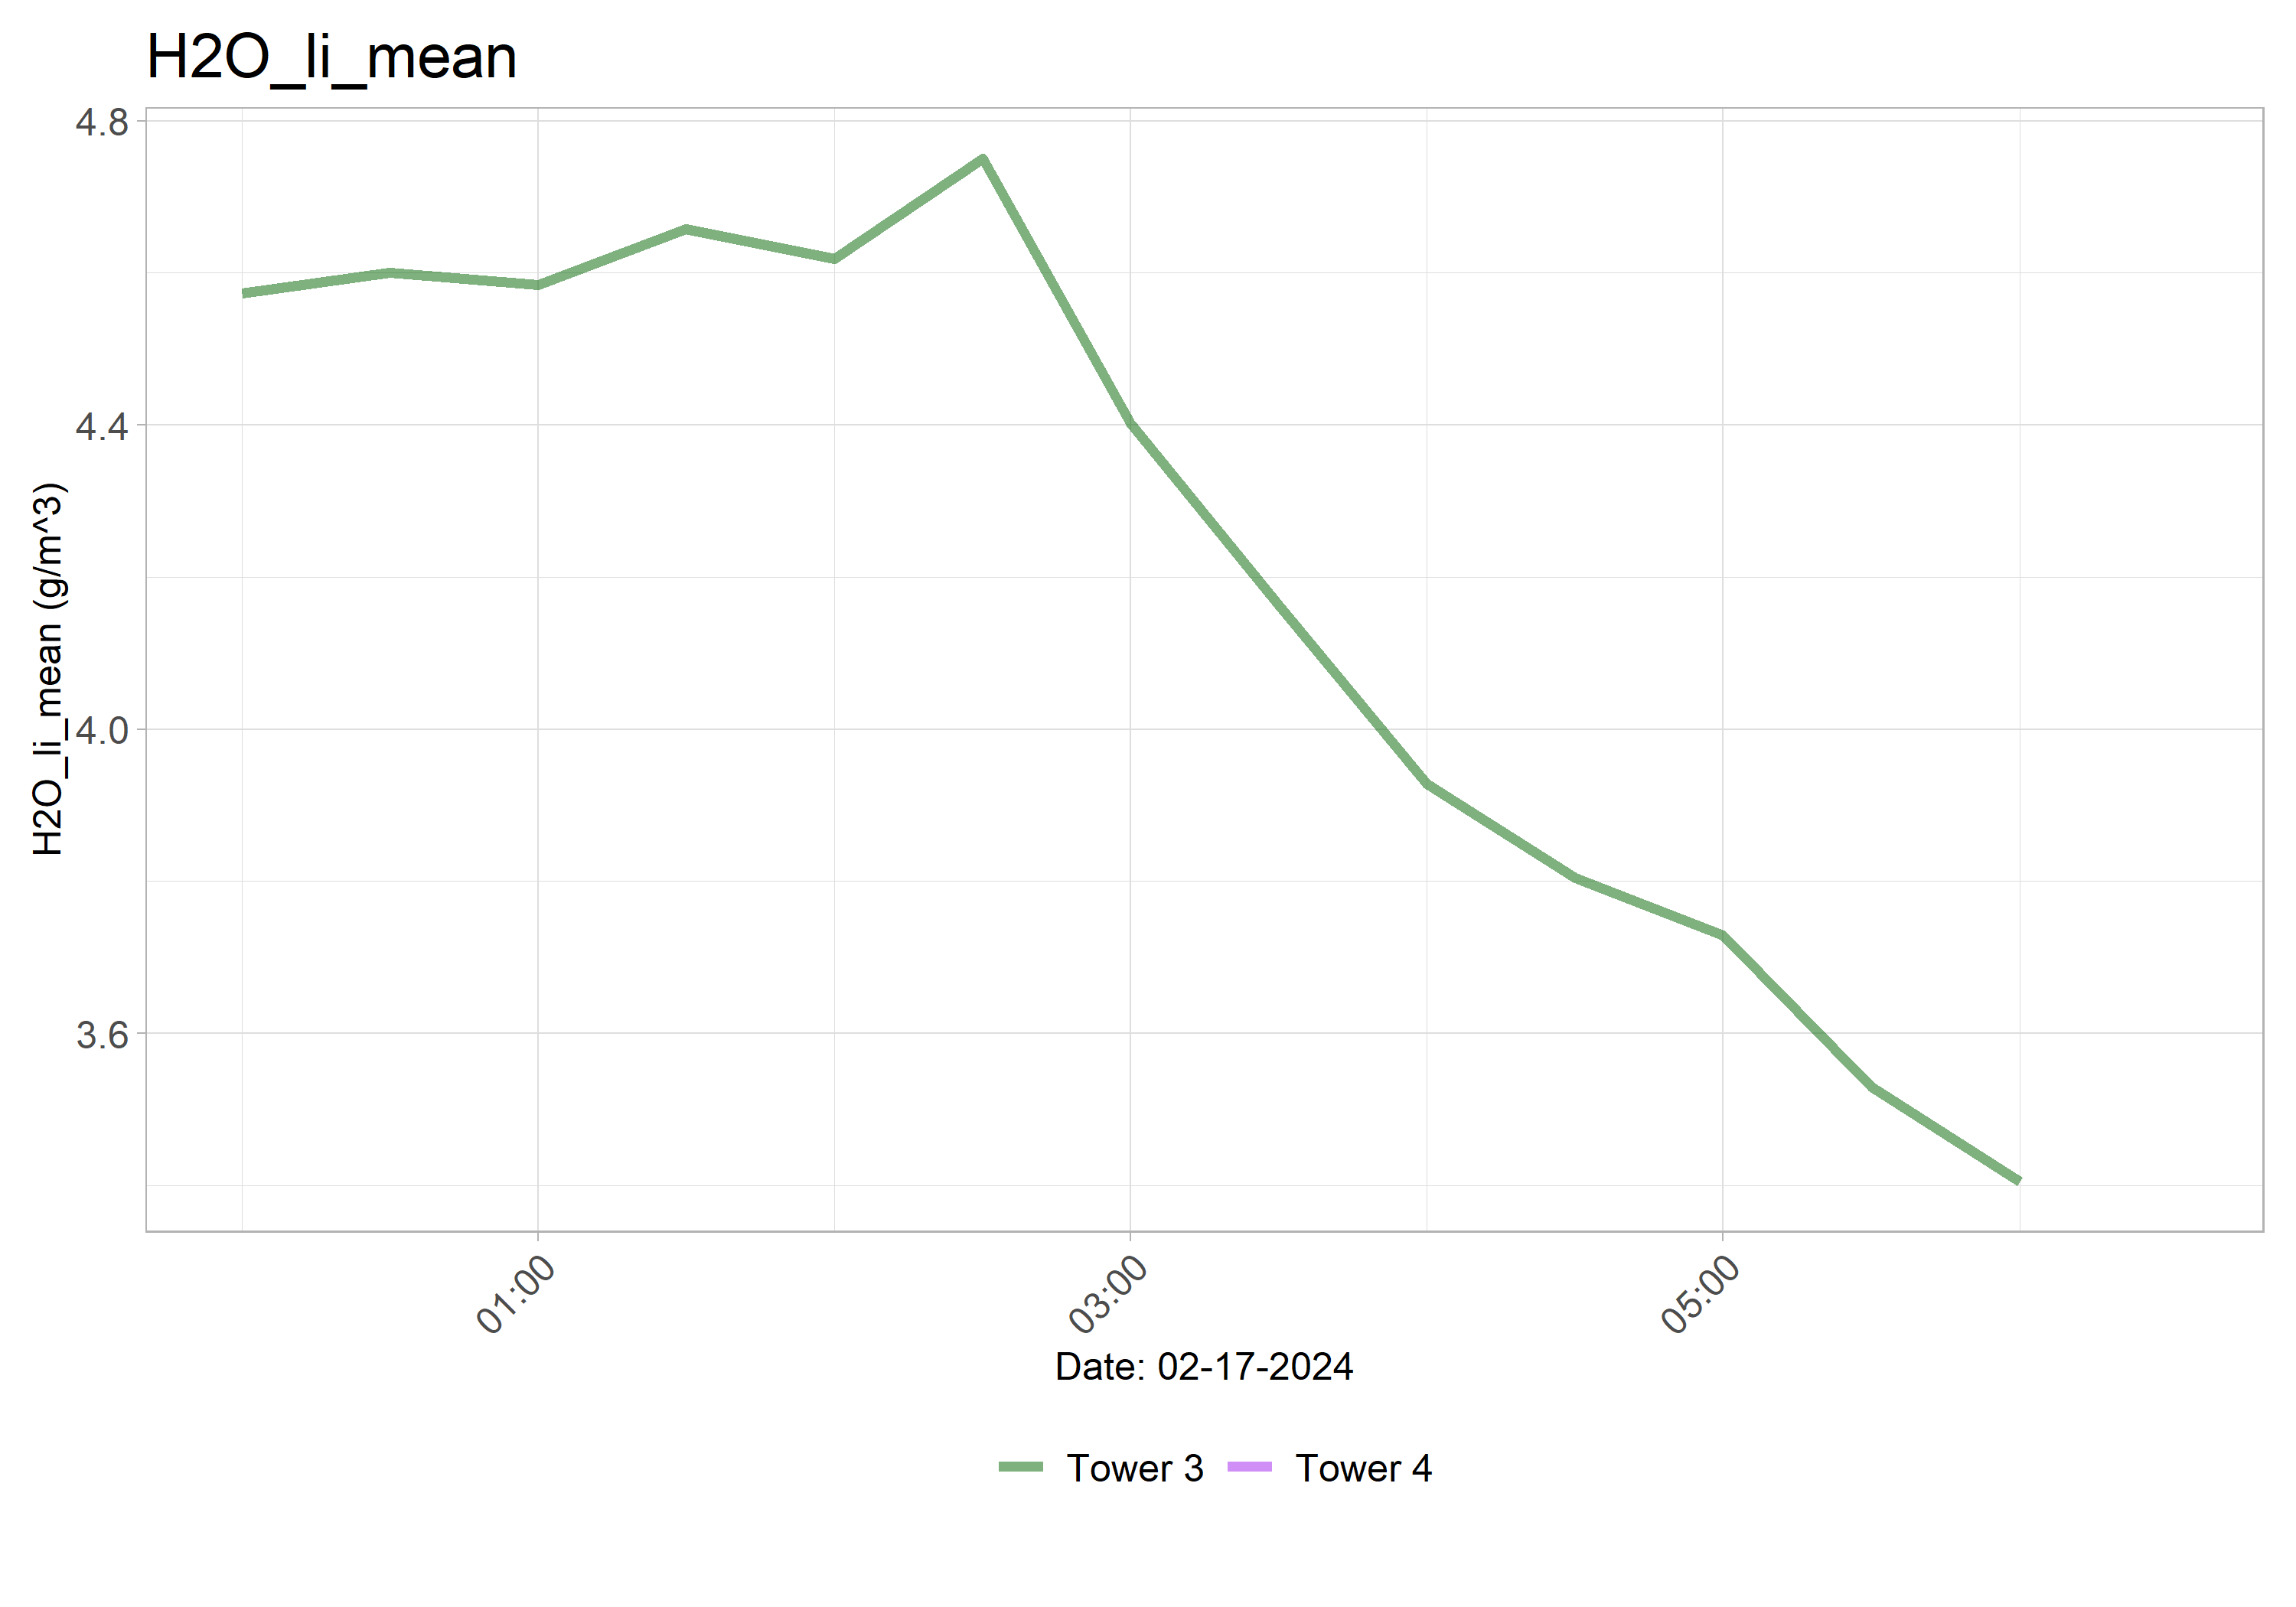 H2O_li_mean
4.8
4.4
4.0
3.6
H2O_li_mean (g/m^3)
01:00
03:00
05:00
Date: 02-17-2024
Tower 3
Tower 4